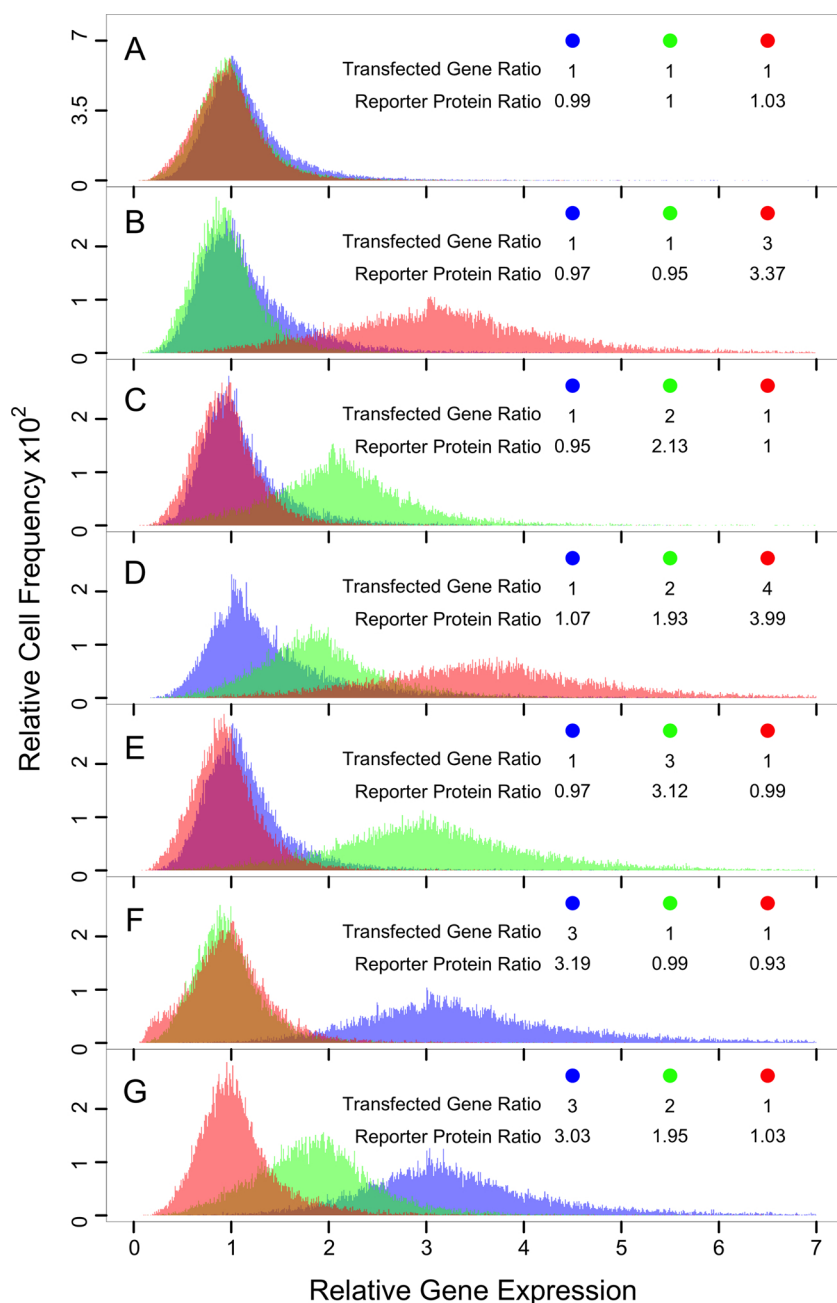 A
7
3.5
0
Transfected Gene Ratio 1 1 1
Reporter Protein Ratio 0.99 1 1.03
B
2
1
0
Transfected Gene Ratio 1 1 3
Reporter Protein Ratio 0.97 0.95 3.37
C
2
1
0
Transfected Gene Ratio 1 2 1
Reporter Protein Ratio 0.95 2.13 1
D
2
1
0
Transfected Gene Ratio 1 2 4
Reporter Protein Ratio 1.07 1.93 3.99
E
2
1
0
Transfected Gene Ratio 1 3 1
Reporter Protein Ratio 0.97 3.12 0.99
F
2
1
0
Transfected Gene Ratio 3 1 1
Reporter Protein Ratio 3.19 0.99 0.93
G
2
1
0
Transfected Gene Ratio 3 2 1
Reporter Protein Ratio 3.03 1.95 1.03
0 1 2 3 4 5 6 7
Relative Gene Expression
Relative Cell Frequency x10²